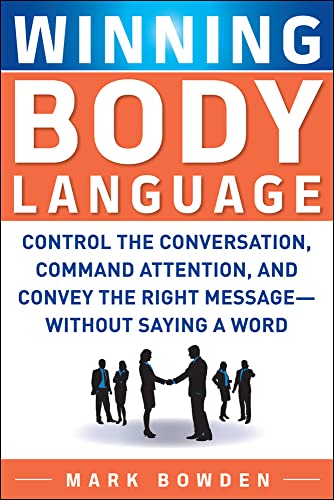 WINNING
BODY
LANGUAGE
CONTROL THE CONVERSATION,
COMMAND ATTENTION, AND
CONVEY THE RIGHT MESSAGE—
WITHOUT SAYING A WORD
MARK BOWDEN